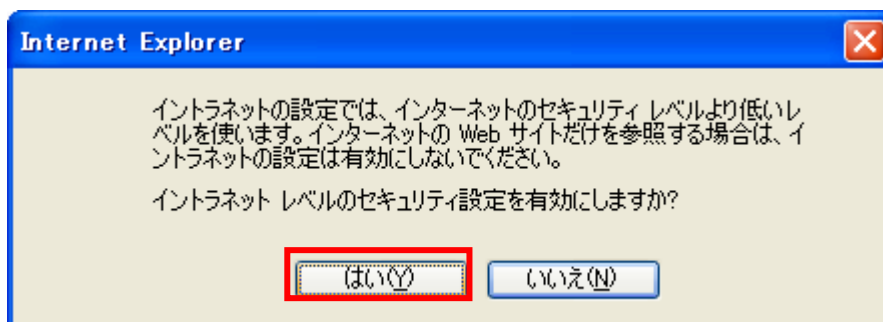 Internet Explorer
イントラネットの設定では、インターネットのセキュリティ レベルより低いレ
ベルを使います。インターネットの Web サイトだけを参照する場合は、イ
ントラネットの設定は有効にしないでください。
イントラネット レベルのセキュリティ設定を有効にしますか?
はい(Y) いいえ(N)